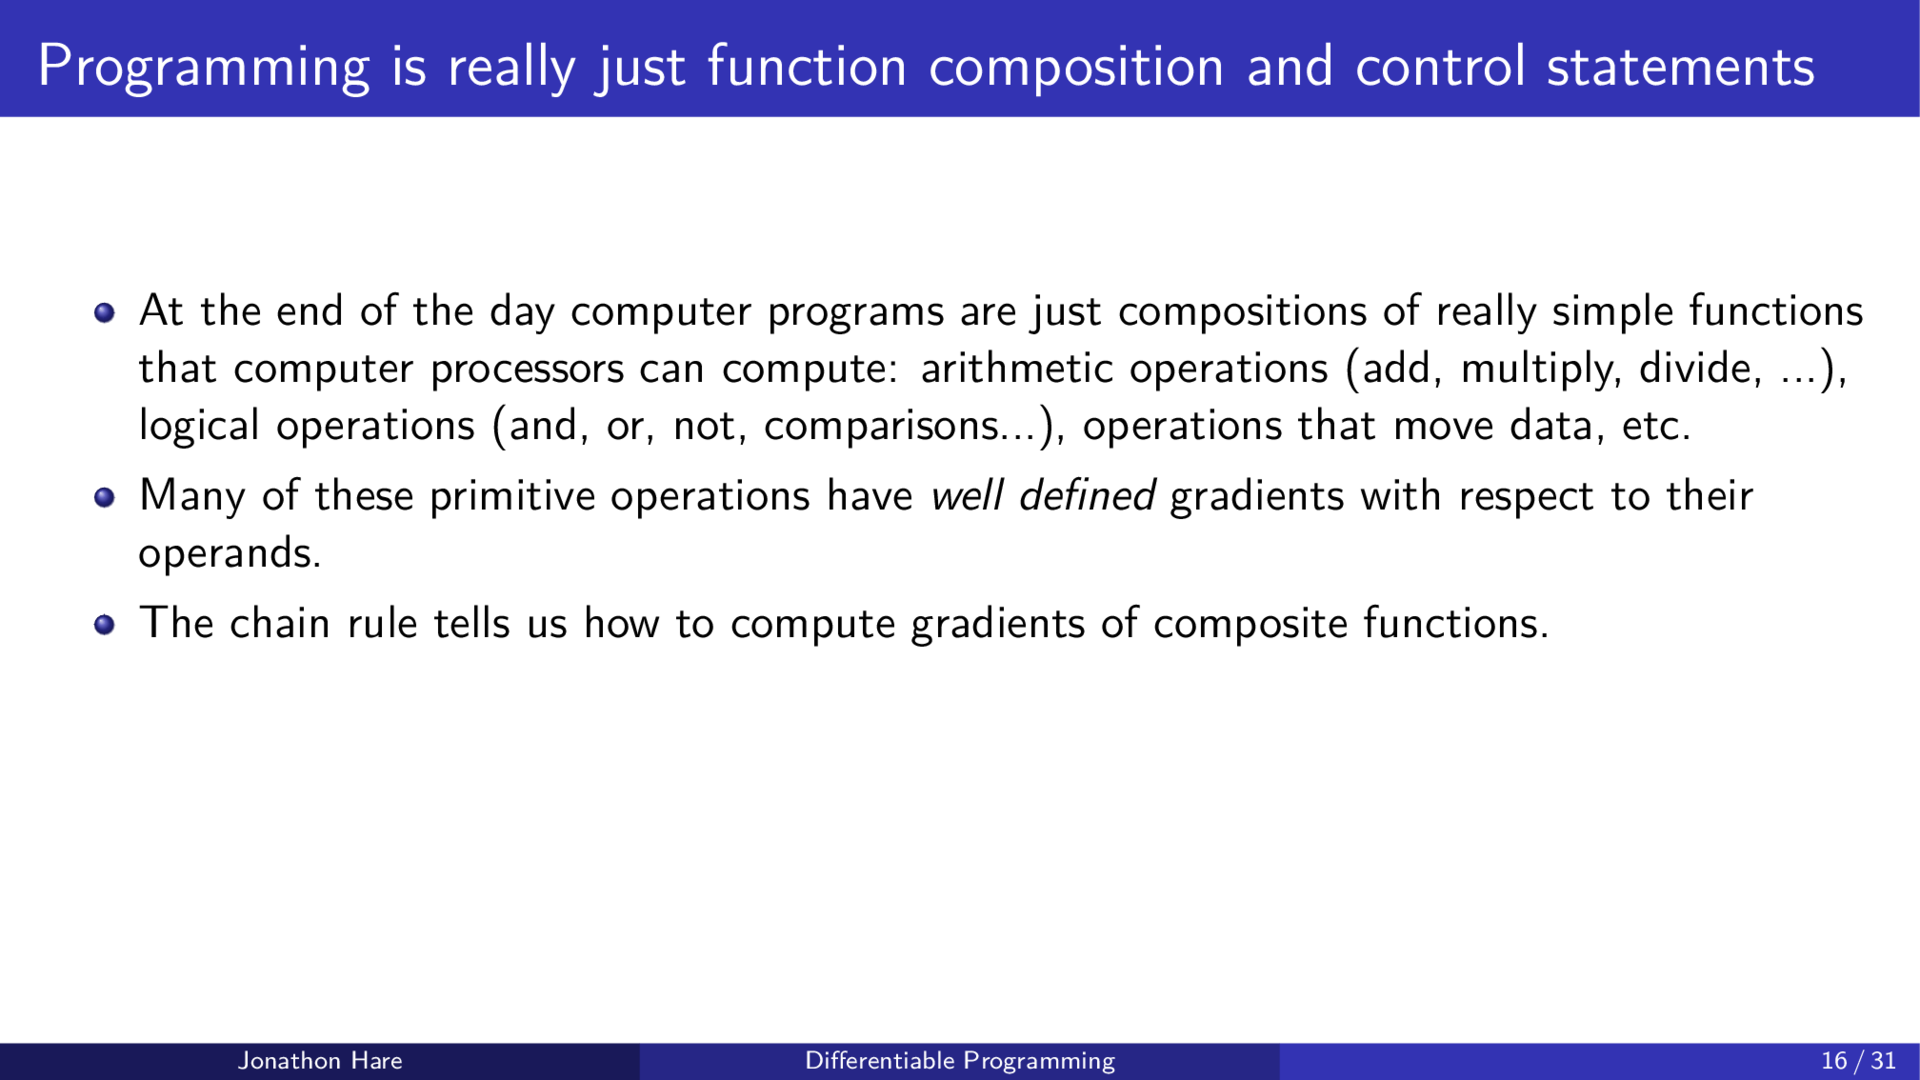 Programming is really just function composition and control statements
At the end of the day computer programs are just compositions of really simple functions
that computer processors can compute: arithmetic operations (add, multiply, divide, ...),
logical operations (and, or, not, comparisons...), operations that move data, etc.
Many of these primitive operations have well defined gradients with respect to their
operands.
The chain rule tells us how to compute gradients of composite functions.
Jonathon Hare
Differentiable Programming
16 / 31